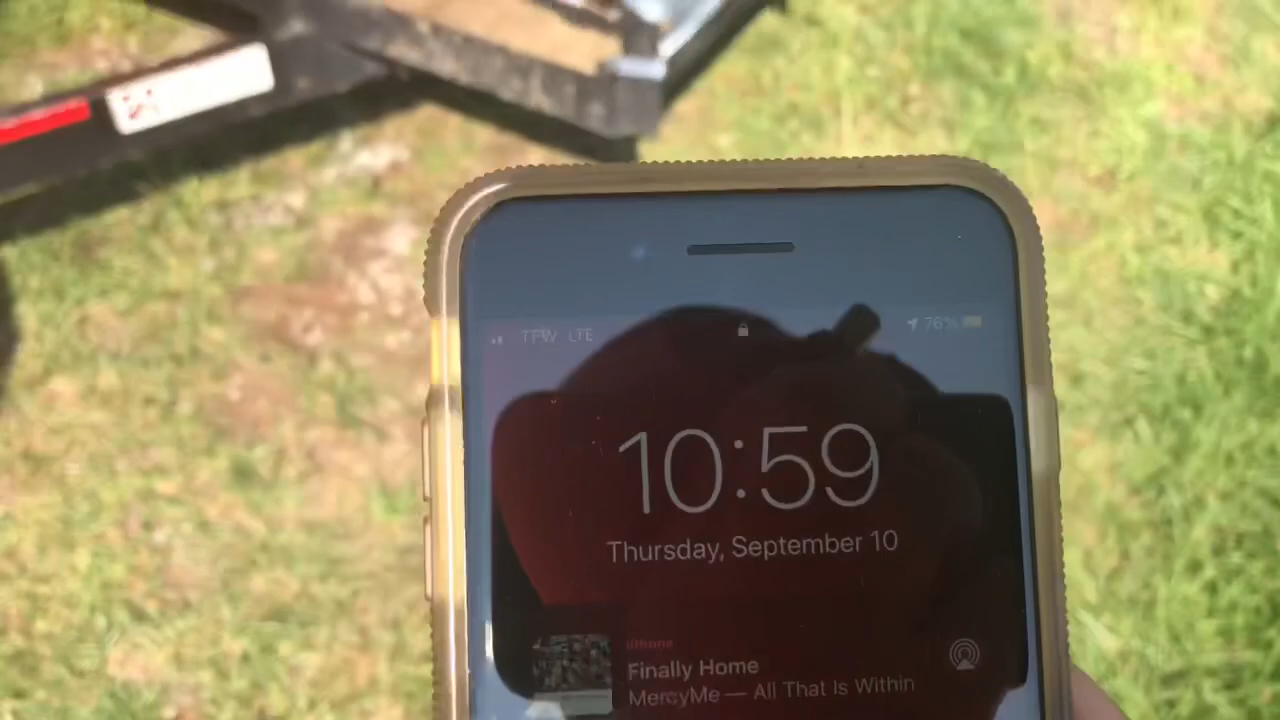 TFW LTE
76%
10:59
Thursday, September 10
iPhone
Finally Home
MercyMe — All That Is Within